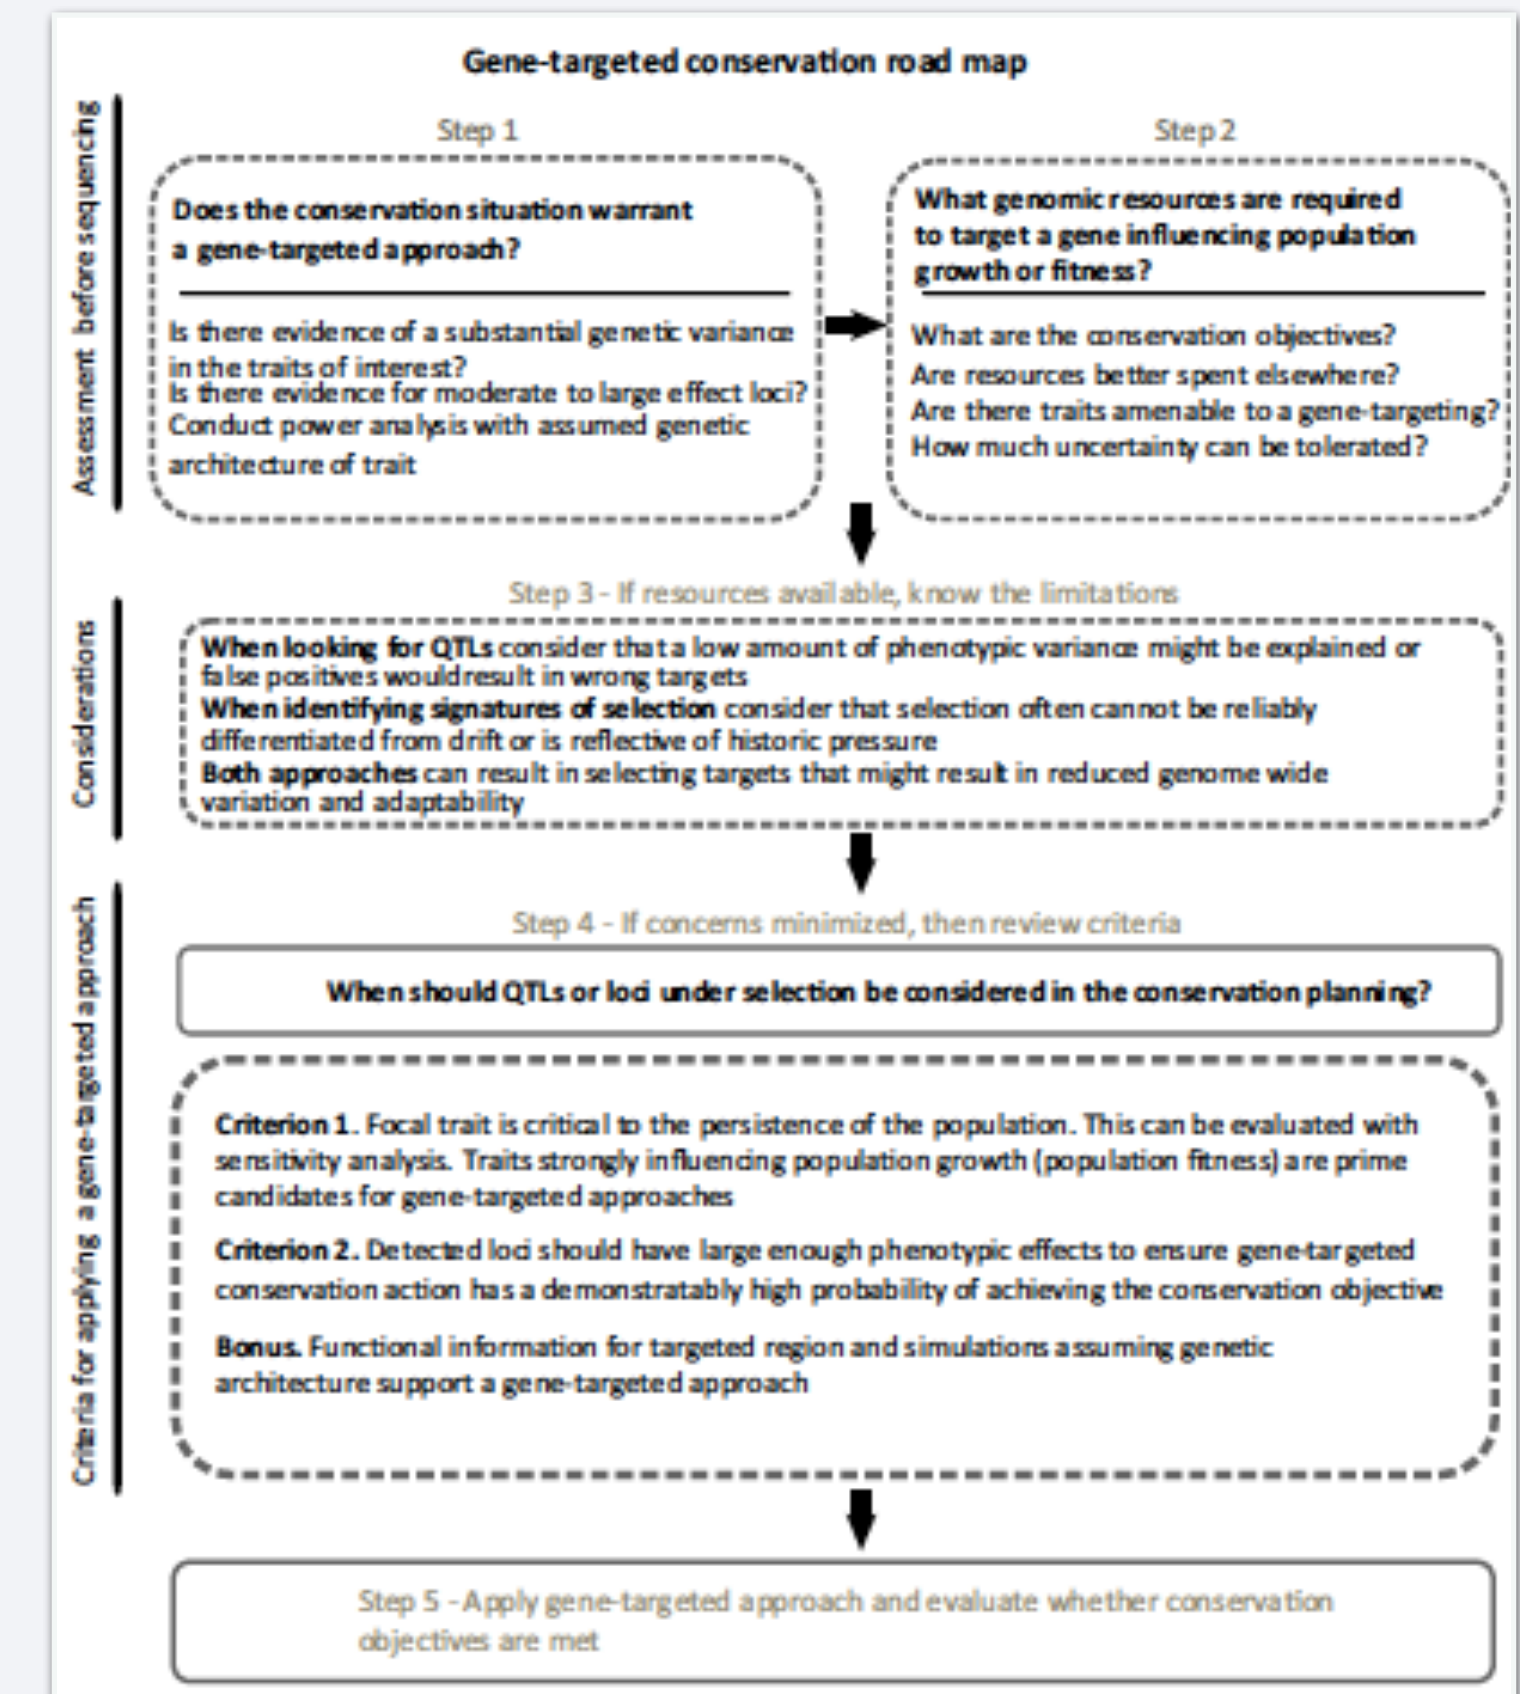 Gene-targeted conservation road map
Assessment before sequencing
Step 1
Does the conservation situation warrant
a gene-targeted approach?
Is there evidence of a substantial genetic variance
in the traits of interest?
Is there evidence for moderate to large effect loci?
Conduct power analysis with assumed genetic
architecture of trait
Step 2
What genomic resources are required
to target a gene influencing population
growth or fitness?
What are the conservation objectives?
Are resources better spent elsewhere?
Are there traits amenable to a gene-targeting?
How much uncertainty can be tolerated?
Considerations
Step 3 - If resources available, know the limitations
When looking for QTLs consider that a low amount of phenotypic variance might be explained or
false positives would result in wrong targets
When identifying signatures of selection consider that selection often cannot be reliably
differentiated from drift or is reflective of historic pressure
Both approaches can result in selecting targets that might result in reduced genome wide
variation and adaptability
Criteria for applying a gene-targeted approach
Step 4 - If concerns minimized, then review criteria
When should QTLs or loci under selection be considered in the conservation planning?
Criterion 1. Focal trait is critical to the persistence of the population. This can be evaluated with
sensitivity analysis. Traits strongly influencing population growth (population fitness) are prime
candidates for gene-targeted approaches
Criterion 2. Detected loci should have large enough phenotypic effects to ensure gene-targeted
conservation action has a demonstratably high probability of achieving the conservation objective
Bonus. Functional information for targeted region and simulations assuming genetic
architecture support a gene-targeted approach
Step 5 - Apply gene-targeted approach and evaluate whether conservation
objectives are met